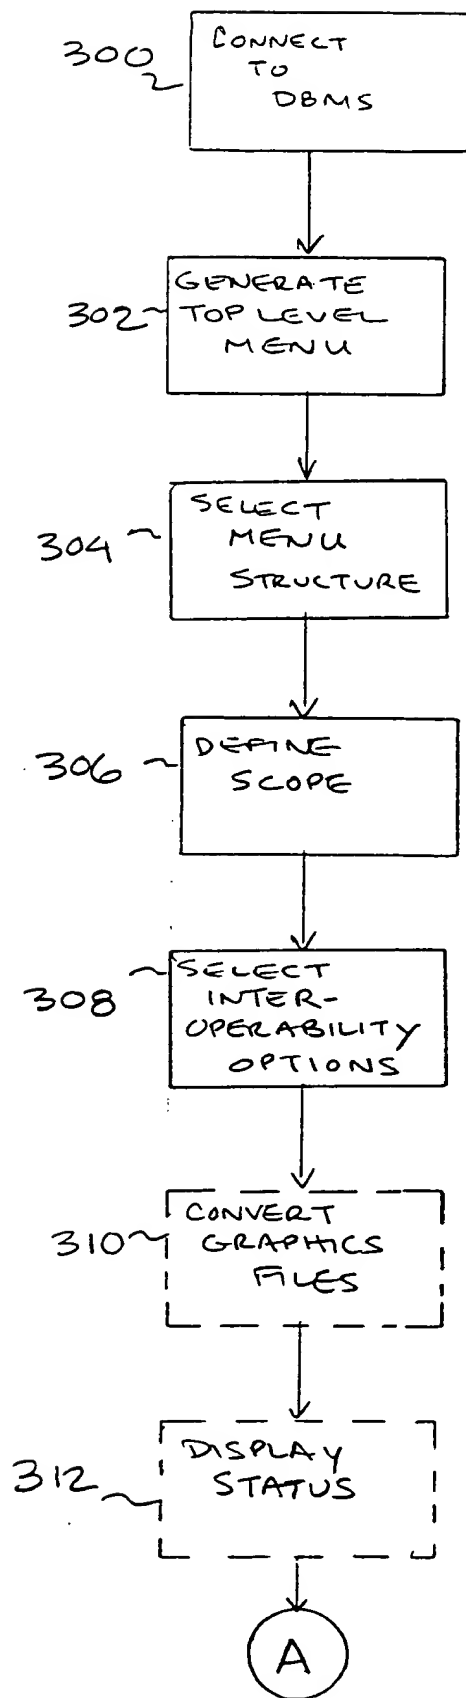 300
CONNECT
TO
DBMS
302
GENERATE
TOP LEVEL
MENU
304
SELECT
MENU
STRUCTURE
306
DEFINE
SCOPE
308
SELECT
INTER-
OPERABILITY
OPTIONS
310
CONVERT
GRAPHICS
FILES
312
DISPLAY
STATUS
A